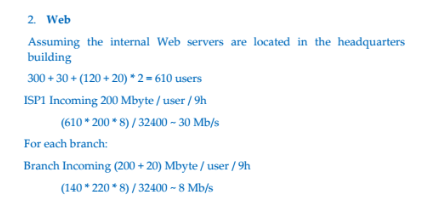 2. Web
Assuming the internal Web servers are located in the headquarters
building
300 + 30 + (120 + 20) * 2 = 610 users
ISP1 Incoming 200 Mbyte / user / 9h
(610 * 200 * 8) / 32400 ~ 30 Mb/s
For each branch:
Branch Incoming (200 + 20) Mbyte / user / 9h
(140 * 220 * 8) / 32400 ~ 8 Mb/s